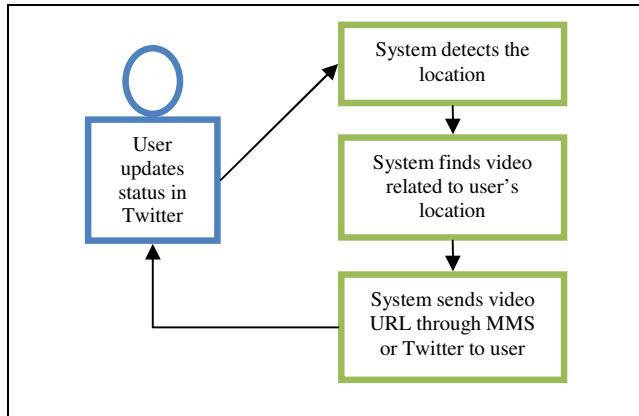 User
updates
status in
Twitter
System detects the
location
System finds video
related to user’s
location
System sends video
URL through MMS
or Twitter to user